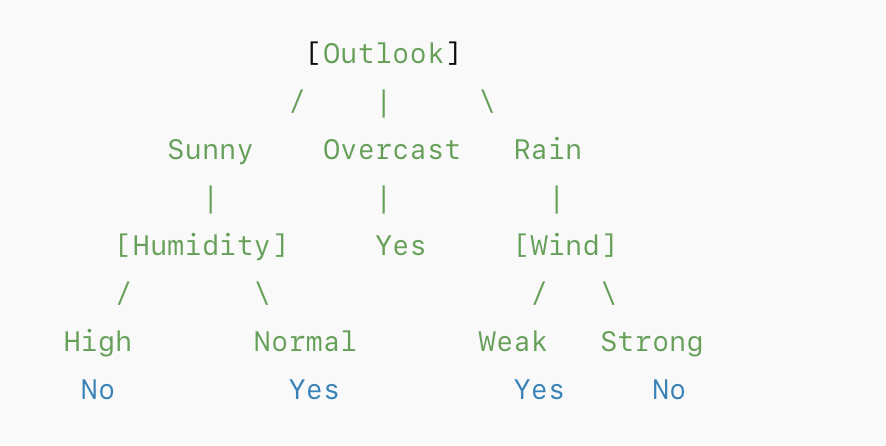 [Outlook]
/ | \
Sunny Overcast Rain
| | |
[Humidity] Yes [Wind]
/ \ / \
High Normal Weak Strong
No Yes Yes No